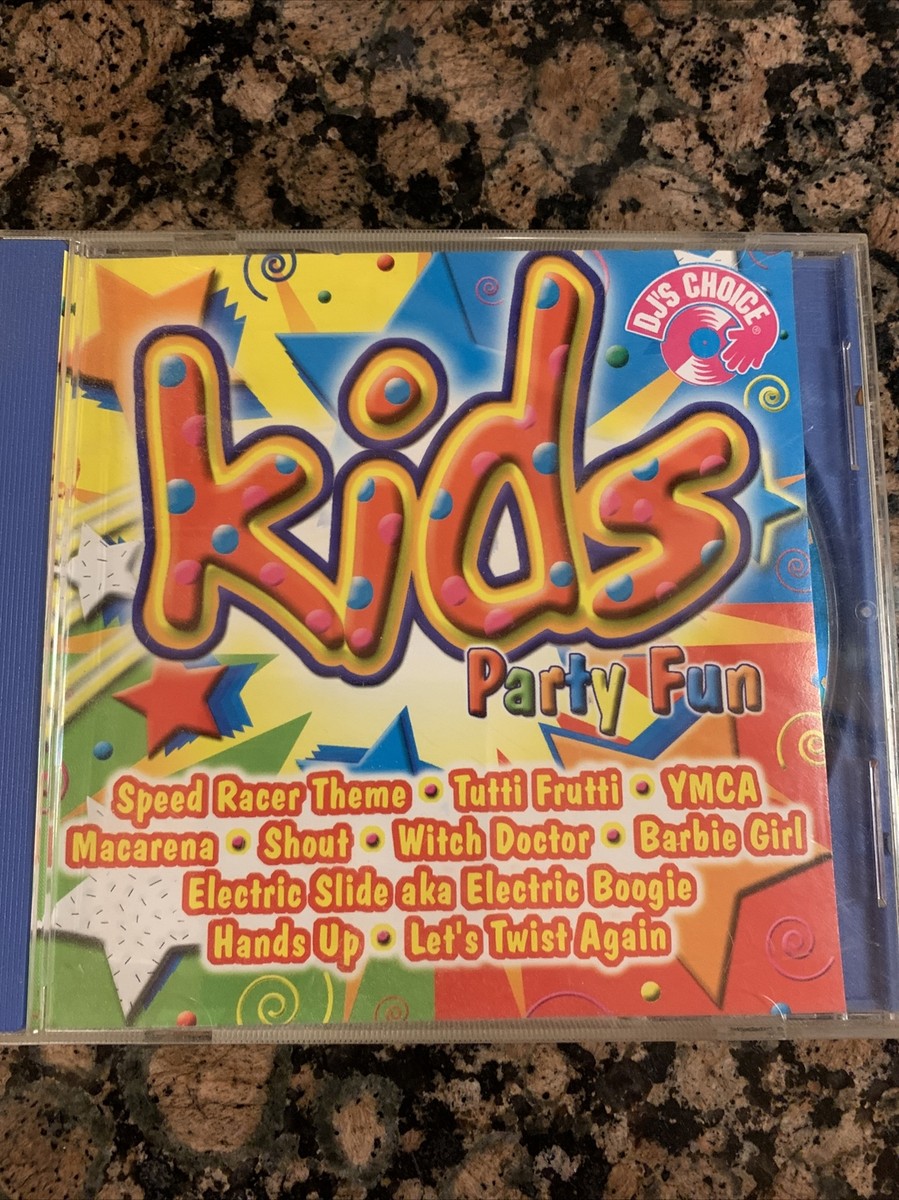 DJ'S CHOICE®
kids
Party Fun
Speed Racer Theme • Tutti Frutti • YMCA
Macarena • Shout • Witch Doctor • Barbie Girl
Electric Slide aka Electric Boogie
Hands Up • Let's Twist Again